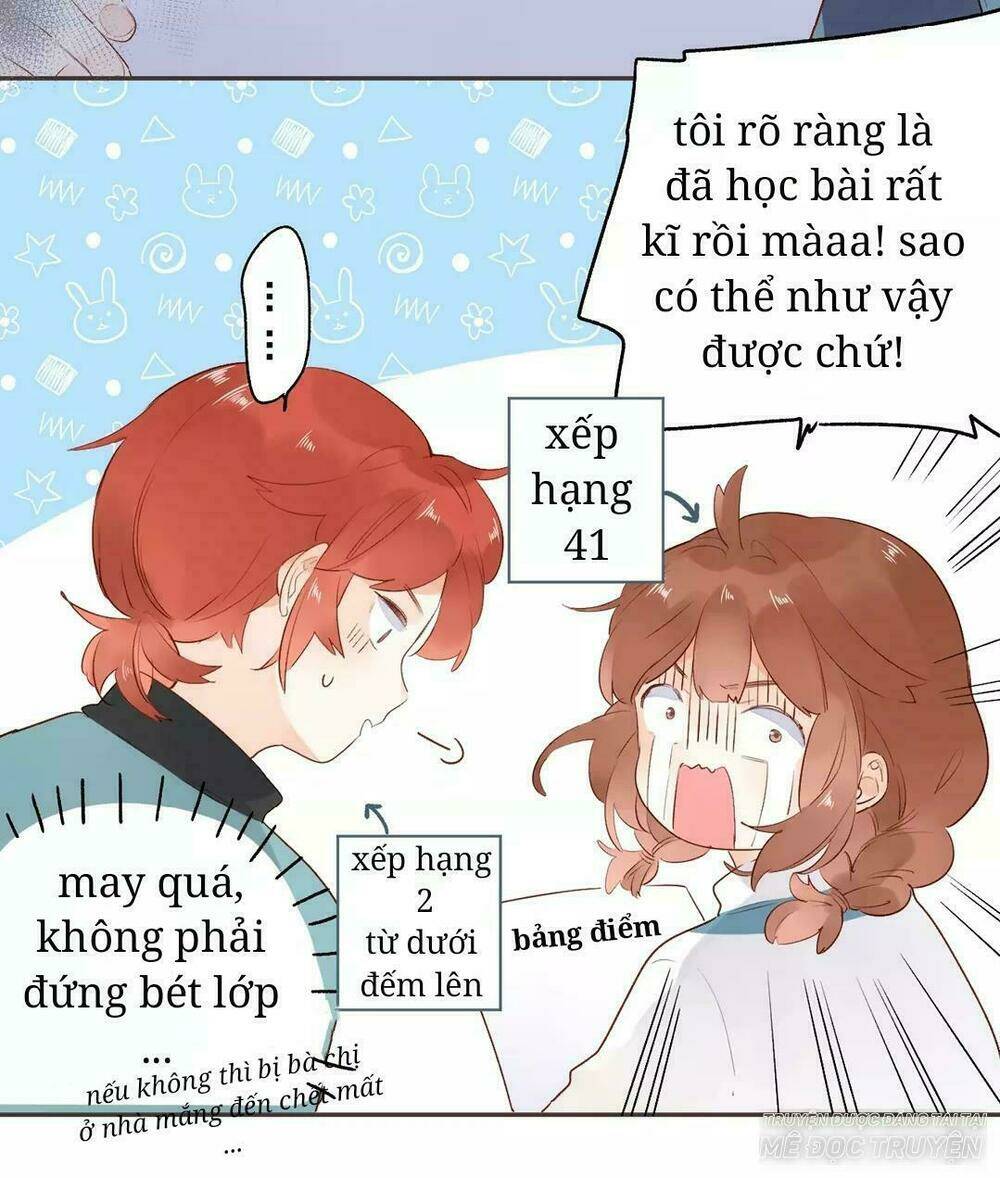 tôi rõ ràng là
đã học bài rất
kĩ rồi màaa! sao
có thể như vậy
được chứ!
... ...
xếp
hạng
41
xếp hạng
2
từ dưới
đếm lên
bảng điểm
may quá,
không phải
đứng bét lớp
...
nếu không thì bị bà chị
ở nhà mắng đến chết mất
...
TRUYỆN ĐƯỢC ĐĂNG TẢI TẠI
MÊ ĐỌC TRUYỆN